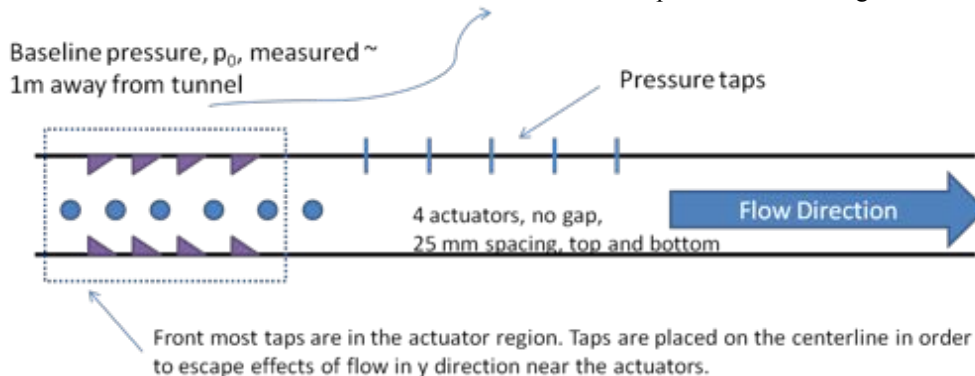 Baseline pressure, p₀, measured ~
1m away from tunnel
Pressure taps
4 actuators, no gap,
25 mm spacing, top and bottom
Flow Direction
Front most taps are in the actuator region. Taps are placed on the centerline in order
to escape effects of flow in y direction near the actuators.